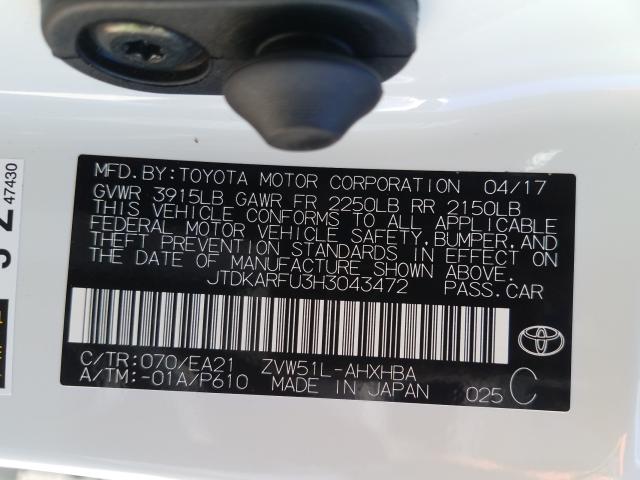 MFD.BY:TOYOTA MOTOR CORPORATION 04/17
GVWR 3915LB GAWR FR 2250LB RR 2150LB
THIS VEHICLE CONFORMS TO ALL APPLICABLE
FEDERAL MOTOR VEHICLE SAFETY,BUMPER,AND
THEFT PREVENTION STANDARDS IN EFFECT ON
THE DATE OF MANUFACTURE SHOWN ABOVE.
JTDKARFU3H3043472 PASS.CAR
C/TR:070/EA21 ZVW51L-AHXHBA
A/TM:-01A/P610 MADE IN JAPAN 025 C
47430